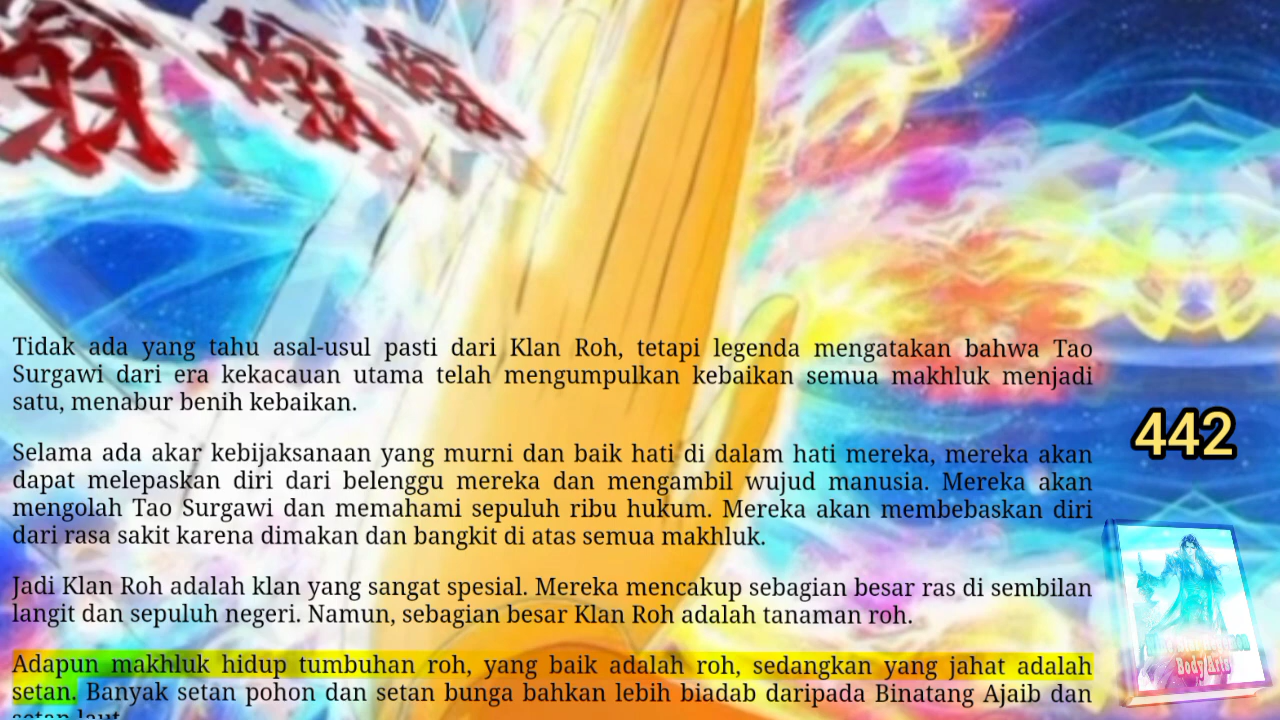 Tidak ada yang tahu asal-usul pasti dari Klan Roh, tetapi legenda mengatakan bahwa Tao
Surgawi dari era kekacauan utama telah mengumpulkan kebaikan semua makhluk menjadi
satu, menabur benih kebaikan.
Selama ada akar kebijaksanaan yang murni dan baik hati di dalam hati mereka, mereka akan
dapat melepaskan diri dari belenggu mereka dan mengambil wujud manusia. Mereka akan
mengolah Tao Surgawi dan memahami sepuluh ribu hukum. Mereka akan membebaskan diri
dari rasa sakit karena dimakan dan bangkit di atas semua makhluk.
Jadi Klan Roh adalah klan yang sangat spesial. Mereka mencakup sebagian besar ras di sembilan
langit dan sepuluh negeri. Namun, sebagian besar Klan Roh adalah tanaman roh.
Adapun makhluk hidup tumbuhan roh, yang baik adalah roh, sedangkan yang jahat adalah
setan. Banyak setan pohon dan setan bunga bahkan lebih biadab daripada Binatang Ajaib dan
setan laut.
442
Body Arts